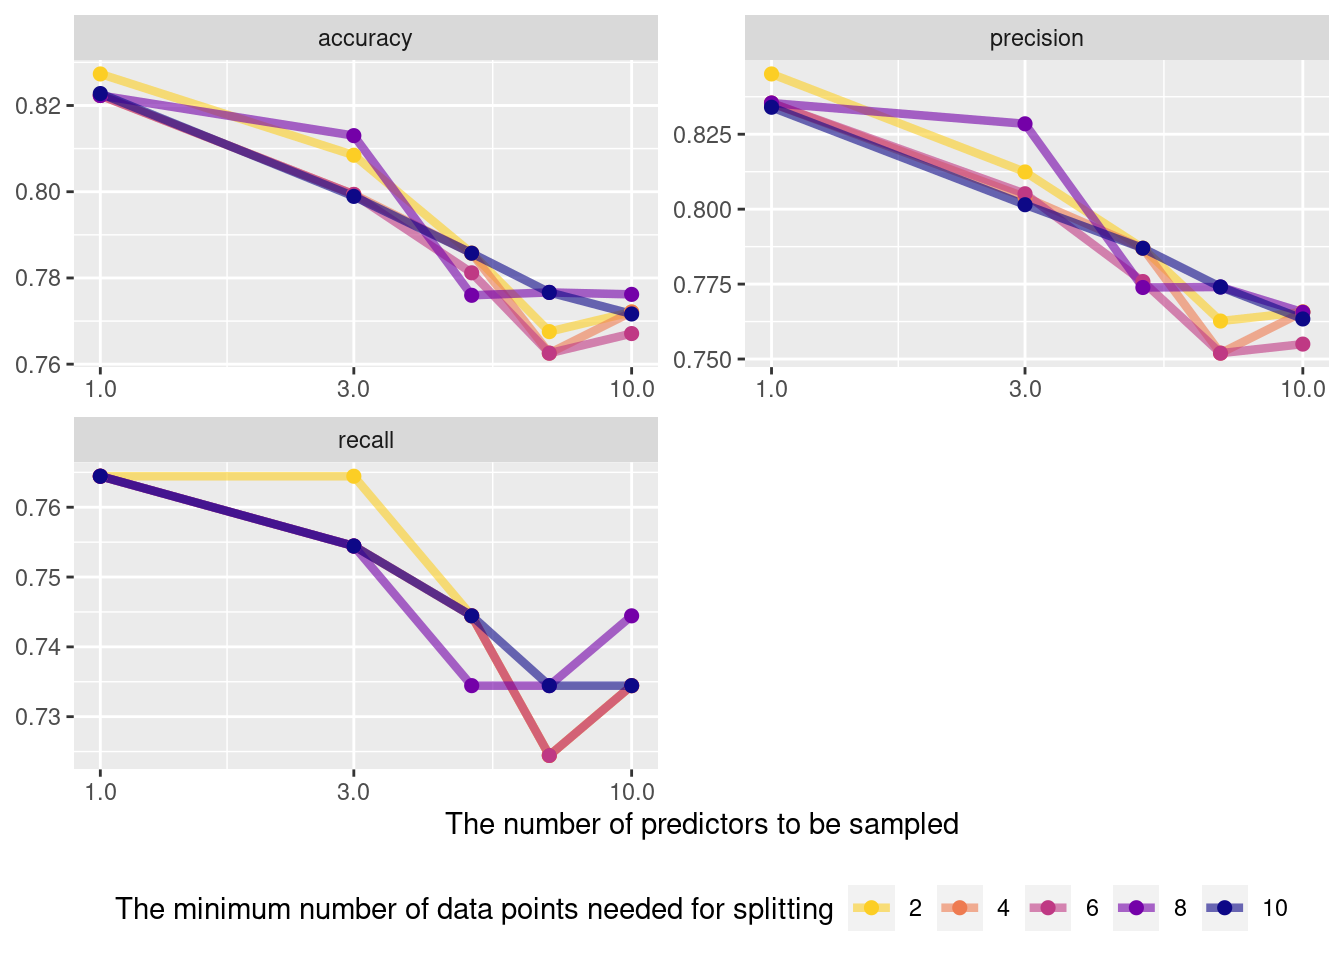 accuracy
0.82
0.80
0.78
0.76
1.0 3.0 10.0
precision
0.825
0.800
0.775
0.750
1.0 3.0 10.0
recall
0.76
0.75
0.74
0.73
1.0 3.0 10.0
The number of predictors to be sampled
The minimum number of data points needed for splitting 2 4 6 8 10